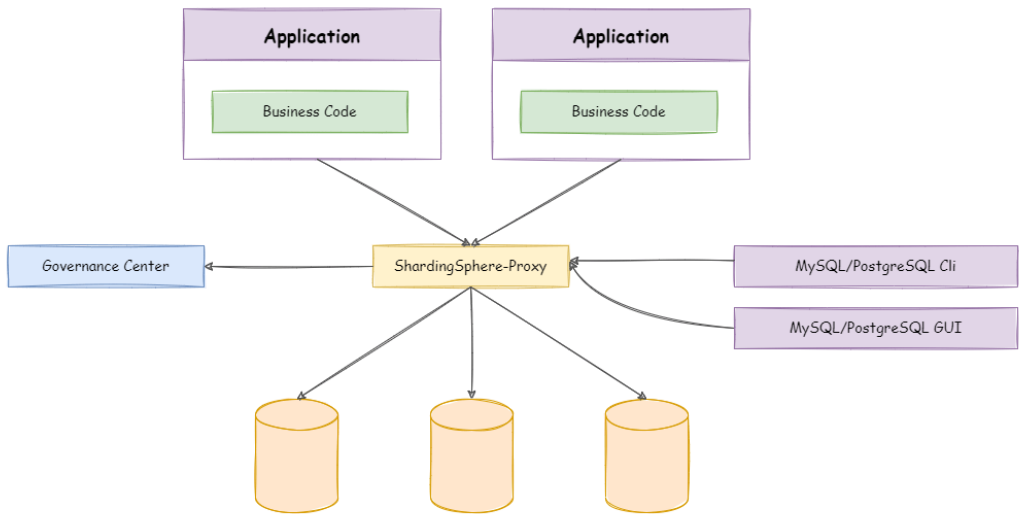 Application
Application
Business Code
Business Code
Governance Center
ShardingSphere-Proxy
MySQL/PostgreSQL Cli
MySQL/PostgreSQL GUI